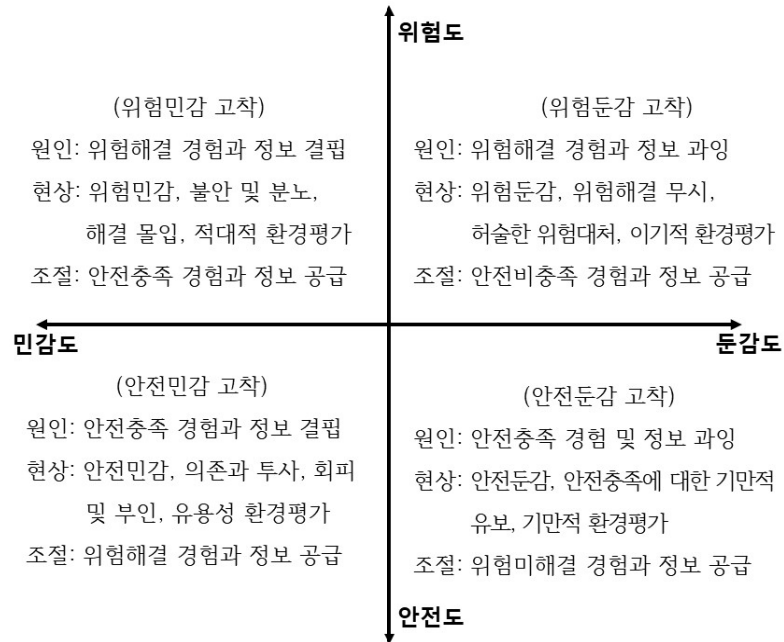 위험도
(위험민감 고착)
원인: 위험해결 경험과 정보 결핍
현상: 위험민감, 불안 및 분노,
해결 몰입, 적대적 환경평가
조절: 안전충족 경험과 정보 공급
(위험둔감 고착)
원인: 위험해결 경험과 정보 과잉
현상: 위험둔감, 위험해결 무시,
허술한 위험대처, 이기적 환경평가
조절: 안전비충족 경험과 정보 공급
민감도
둔감도
(안전민감 고착)
원인: 안전충족 경험과 정보 결핍
현상: 안전민감, 의존과 투사, 회피
및 부인, 유용성 환경평가
조절: 위험해결 경험과 정보 공급
(안전둔감 고착)
원인: 안전충족 경험 및 정보 과잉
현상: 안전둔감, 안전충족에 대한 기만적
유보, 기만적 환경평가
조절: 위험미해결 경험과 정보 공급
안전도